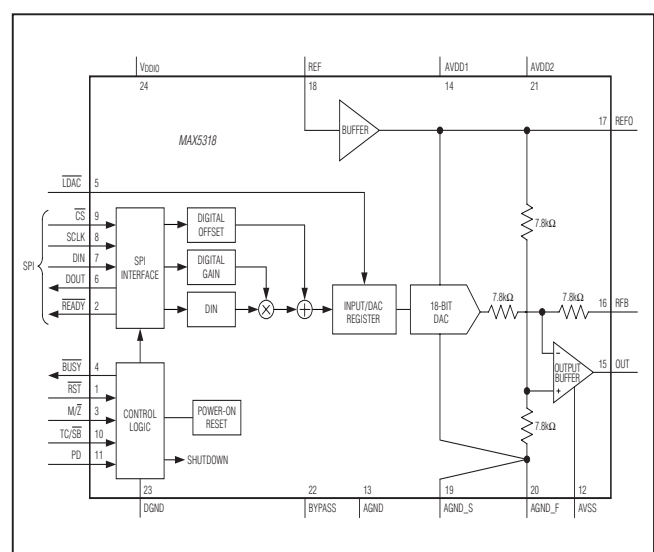 VDDIO REF AVDD1 AVDD2
24 18 14 21
BUFFER
17 REFO
MAX5318
LDAC 5
CS 9
SCLK 8
SPI
DIN 7
DOUT 6
READY 2
SPI
INTERFACE
DIGITAL
OFFSET
DIGITAL
GAIN
DIN
×
+
INPUT/DAC
REGISTER
18-BIT
DAC
7.8kΩ
7.8kΩ
7.8kΩ
16 RFB
-
+
OUTPUT
BUFFER
15 OUT
7.8kΩ
BUSY 4
RST 1
M/Z 3
TC/SB 10
PD 11
CONTROL
LOGIC
POWER-ON
RESET
SHUTDOWN
23 22 13 19 20 12
DGND BYPASS AGND AGND_S AGND_F AVSS